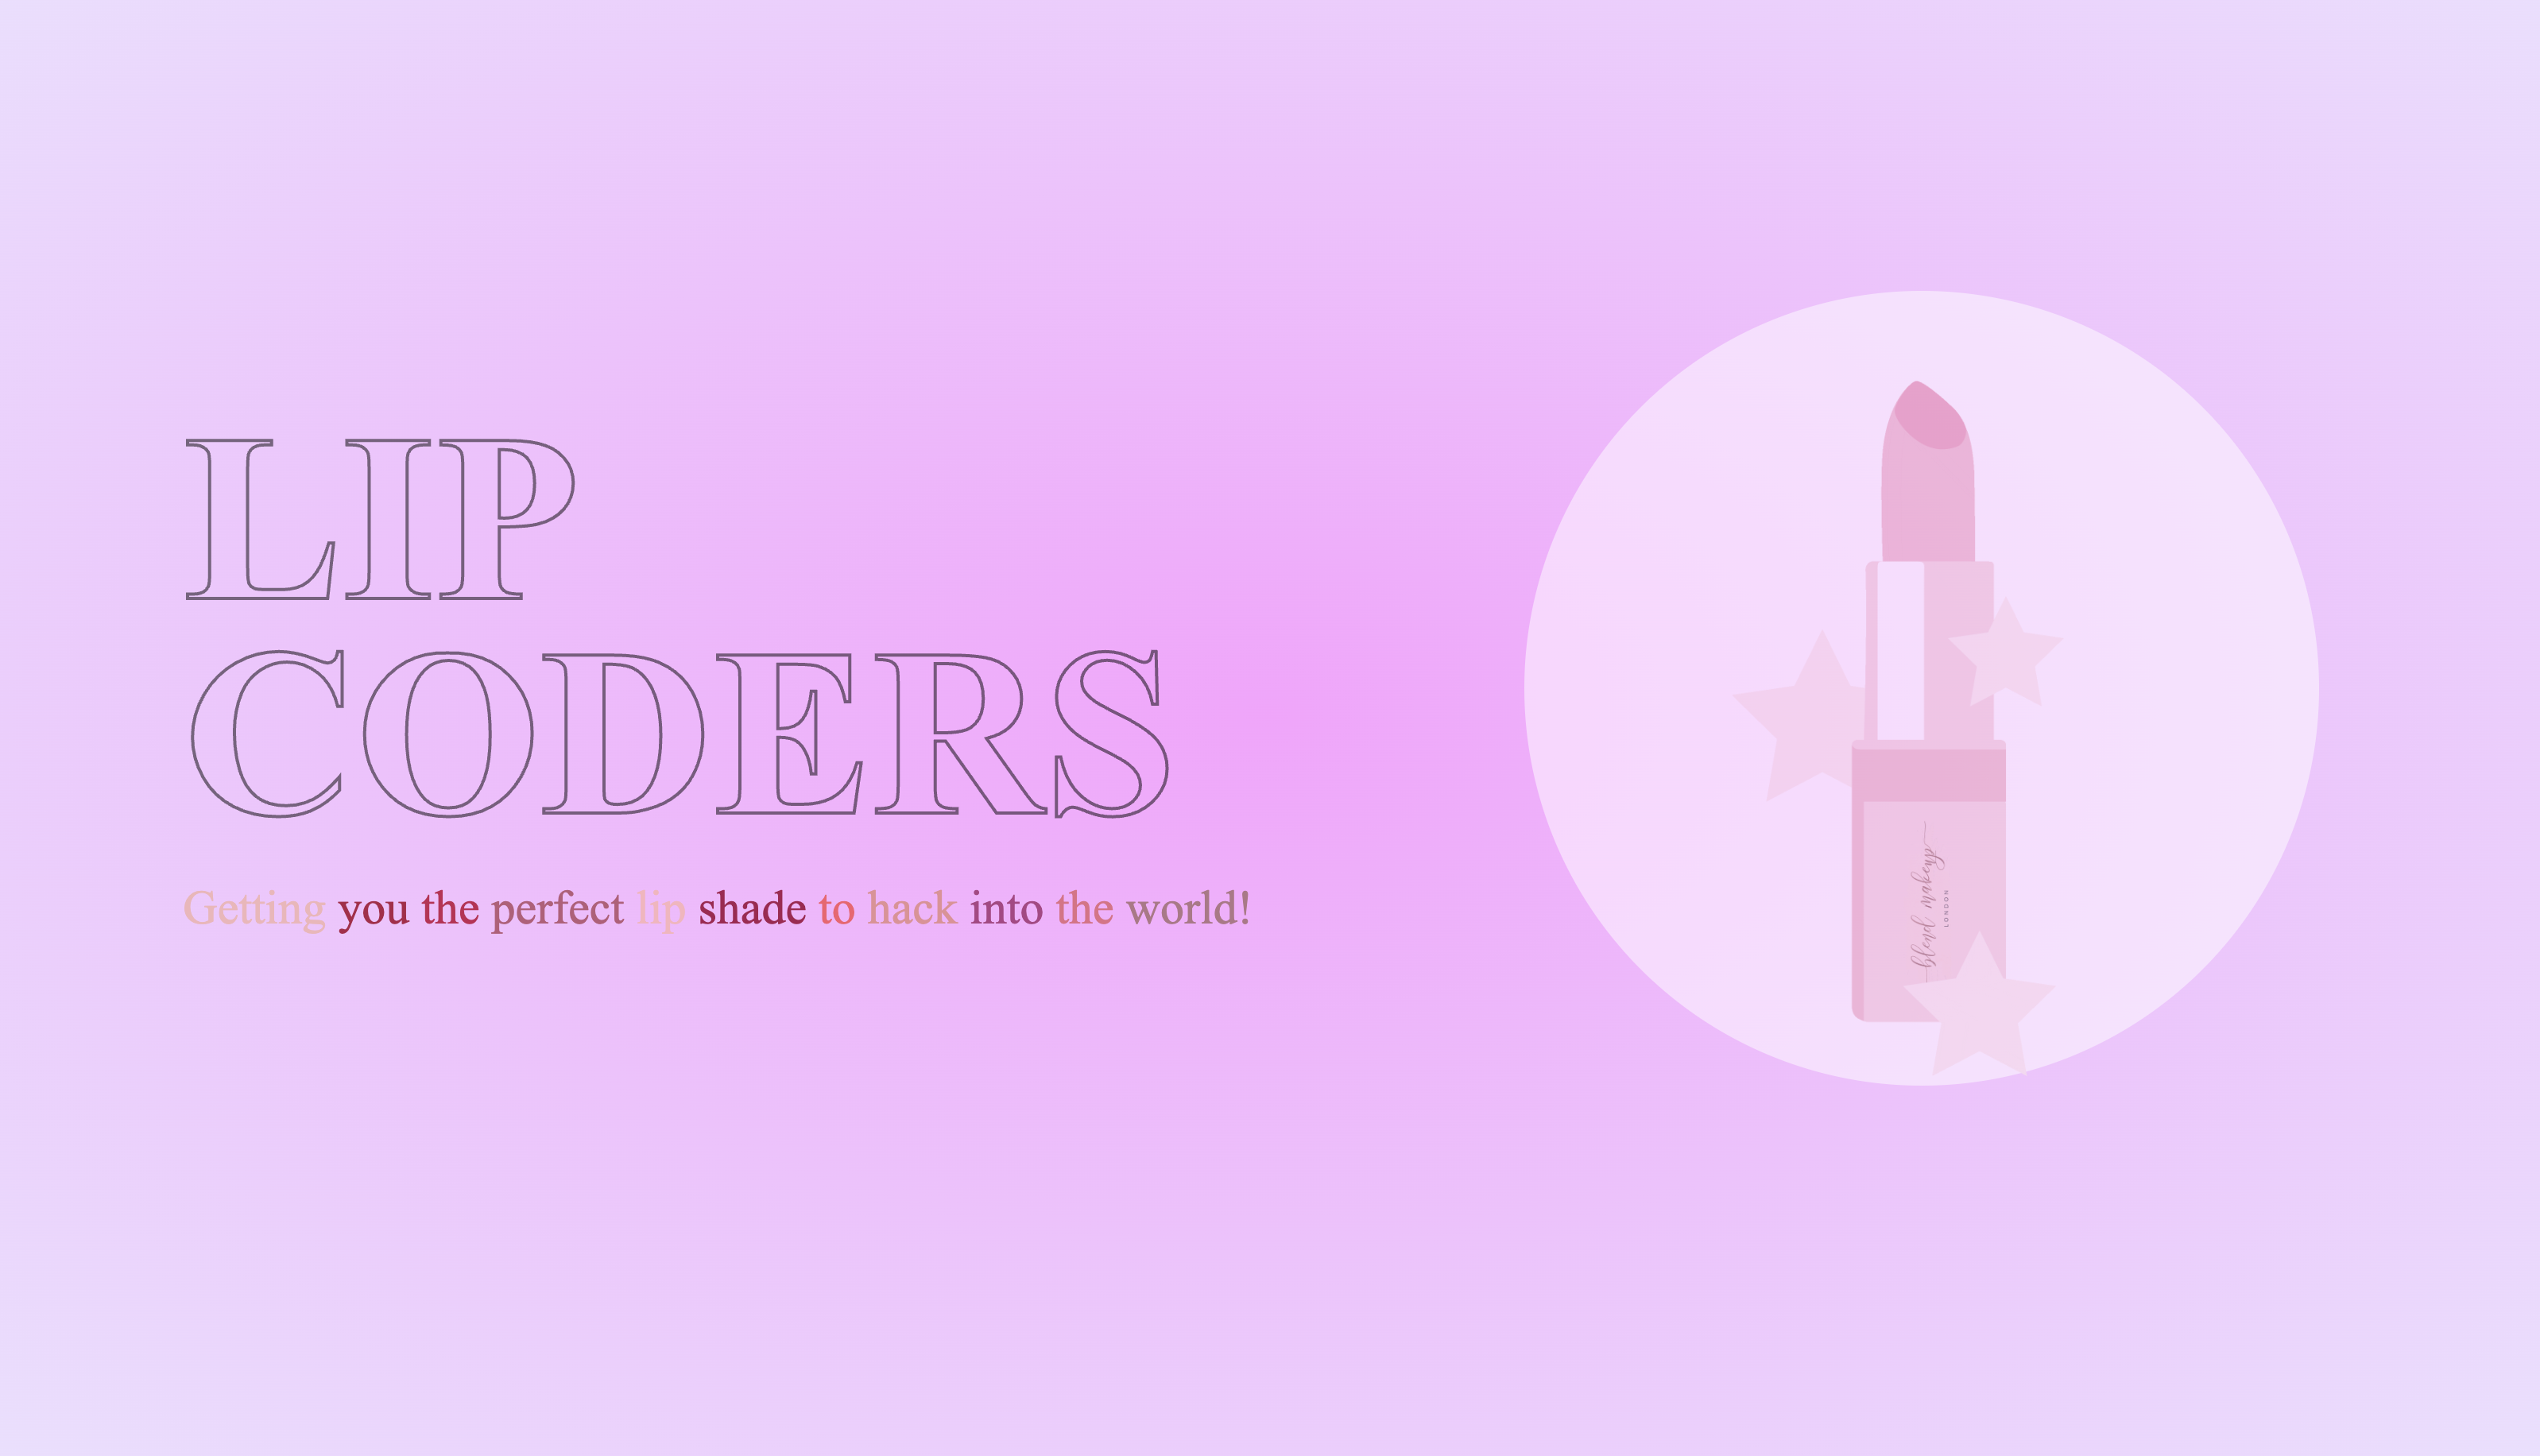 LIP
CODERS
Getting you the perfect lip shade to hack into the world!
blend makeup
LONDON